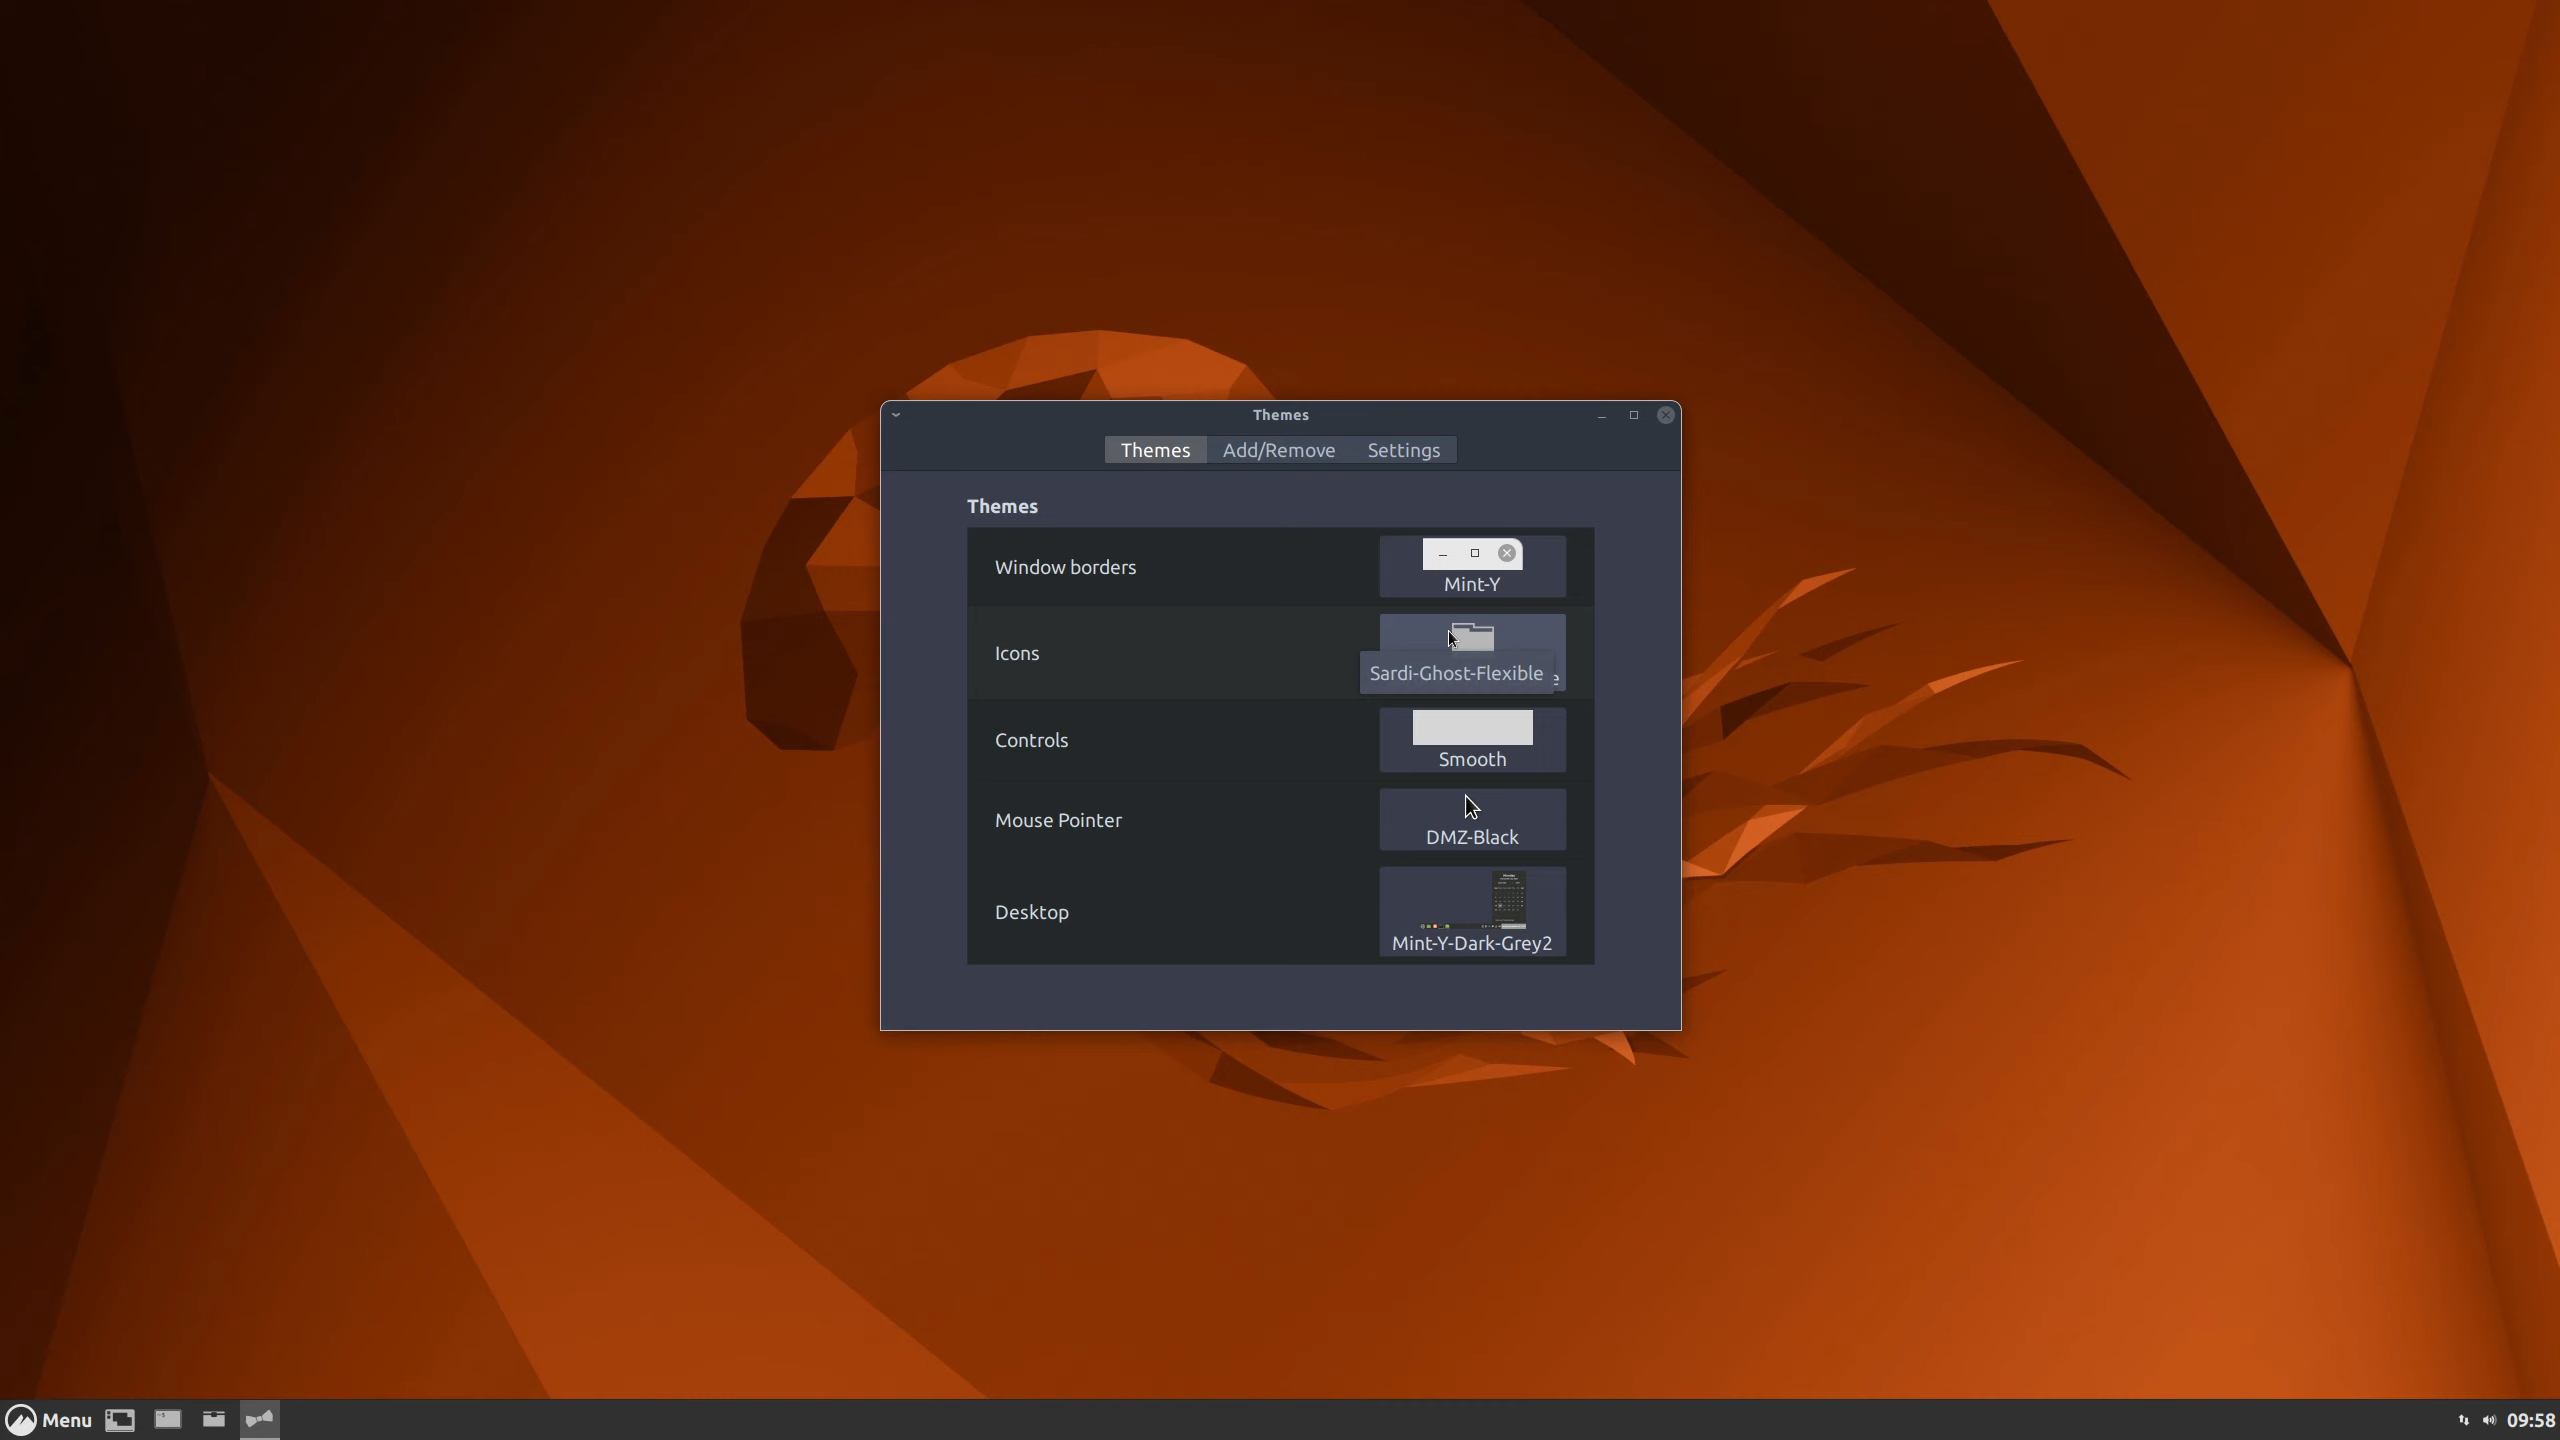 Themes
Themes Add/Remove Settings
Themes
Window borders
Mint-Y
Icons
Sardi-Ghost-Flexible
Controls
Smooth
Mouse Pointer
DMZ-Black
Desktop
Mint-Y-Dark-Grey2
Menu
09:58